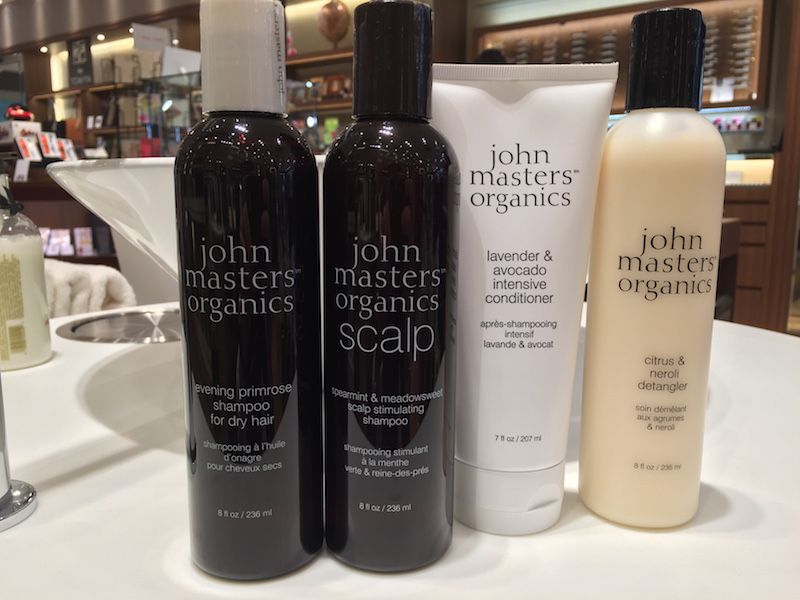 john
masters
organics
evening primrose
shampoo
for dry hair
shampooing à l'huile
d'onagre
pour cheveux secs
8 fl oz / 236 ml
john
masters
organics
scalp
spearmint & meadowsweet
scalp stimulating
shampoo
shampooing stimulant
à la menthe
verte & reine-des-prés
8 fl oz / 236 ml
john
masters
organics
lavender &
avocado
intensive
conditioner
après-shampooing
intensif
lavande & avocat
7 fl oz / 207 ml
john
masters
organics
citrus &
neroli
detangler
soin démêlant
aux agrumes
& neroli
8 fl oz / 236 ml
john masters